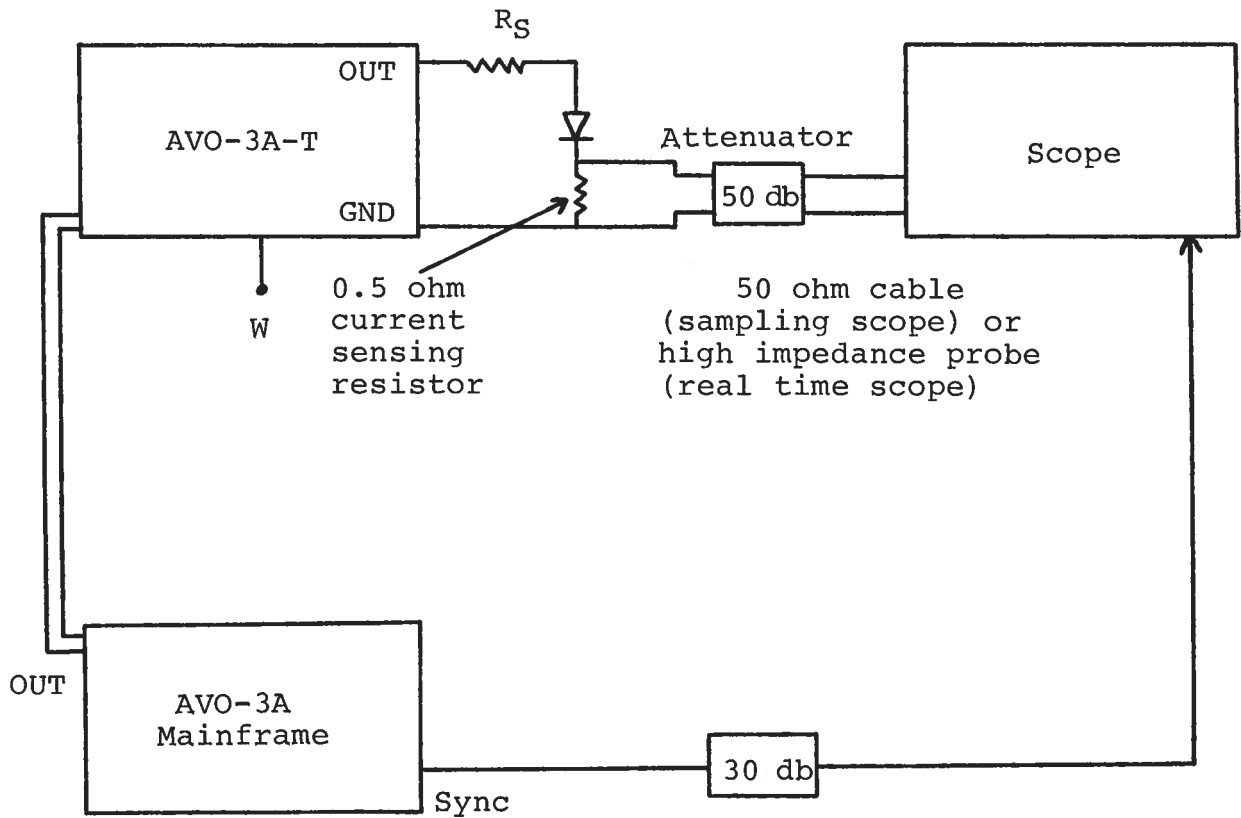 RS
OUT
AVO-3A-T
GND
W
0.5 ohm
current
sensing
resistor
Attenuator
50 db
50 ohm cable
(sampling scope) or
high impedance probe
(real time scope)
Scope
OUT
AVO-3A
Mainframe
Sync
30 db